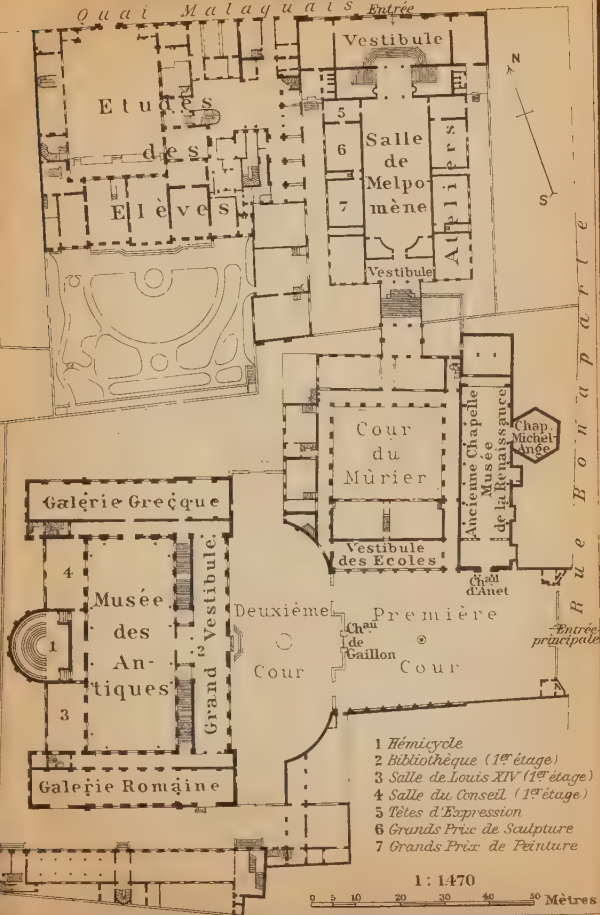 Quai Malaquais
Entrée
Vestibule
Etudes
des
Elèves
5
6
7
Salle
de
Melpo-
mène
Ateliers
Vestibule
N
S
Rue Bonaparte
Cour
du
Mùrier
Ancienne Chapelle
Musée
de la Renaissance
Chap.
Michel-
Ange
Vestibule
des Ecoles
Chau
d'Anet
Galerie Grecque
4
Musée
des
An-
tiques
1
3
2
Grand Vestibule
Galerie Romaine
Deuxième
Cour
Chau
de
Gaillon
Première
Cour
Entrée
principale
1 Hémicycle
2 Bibliothèque (1er étage)
3 Salle de Louis XIV (1er étage)
4 Salle du Conseil (1er étage)
5 Têtes d'Expression
6 Grands Prix de Sculpture
7 Grands Prix de Peinture
1 : 1470
0 5 10 20 30 40 50 Mètres